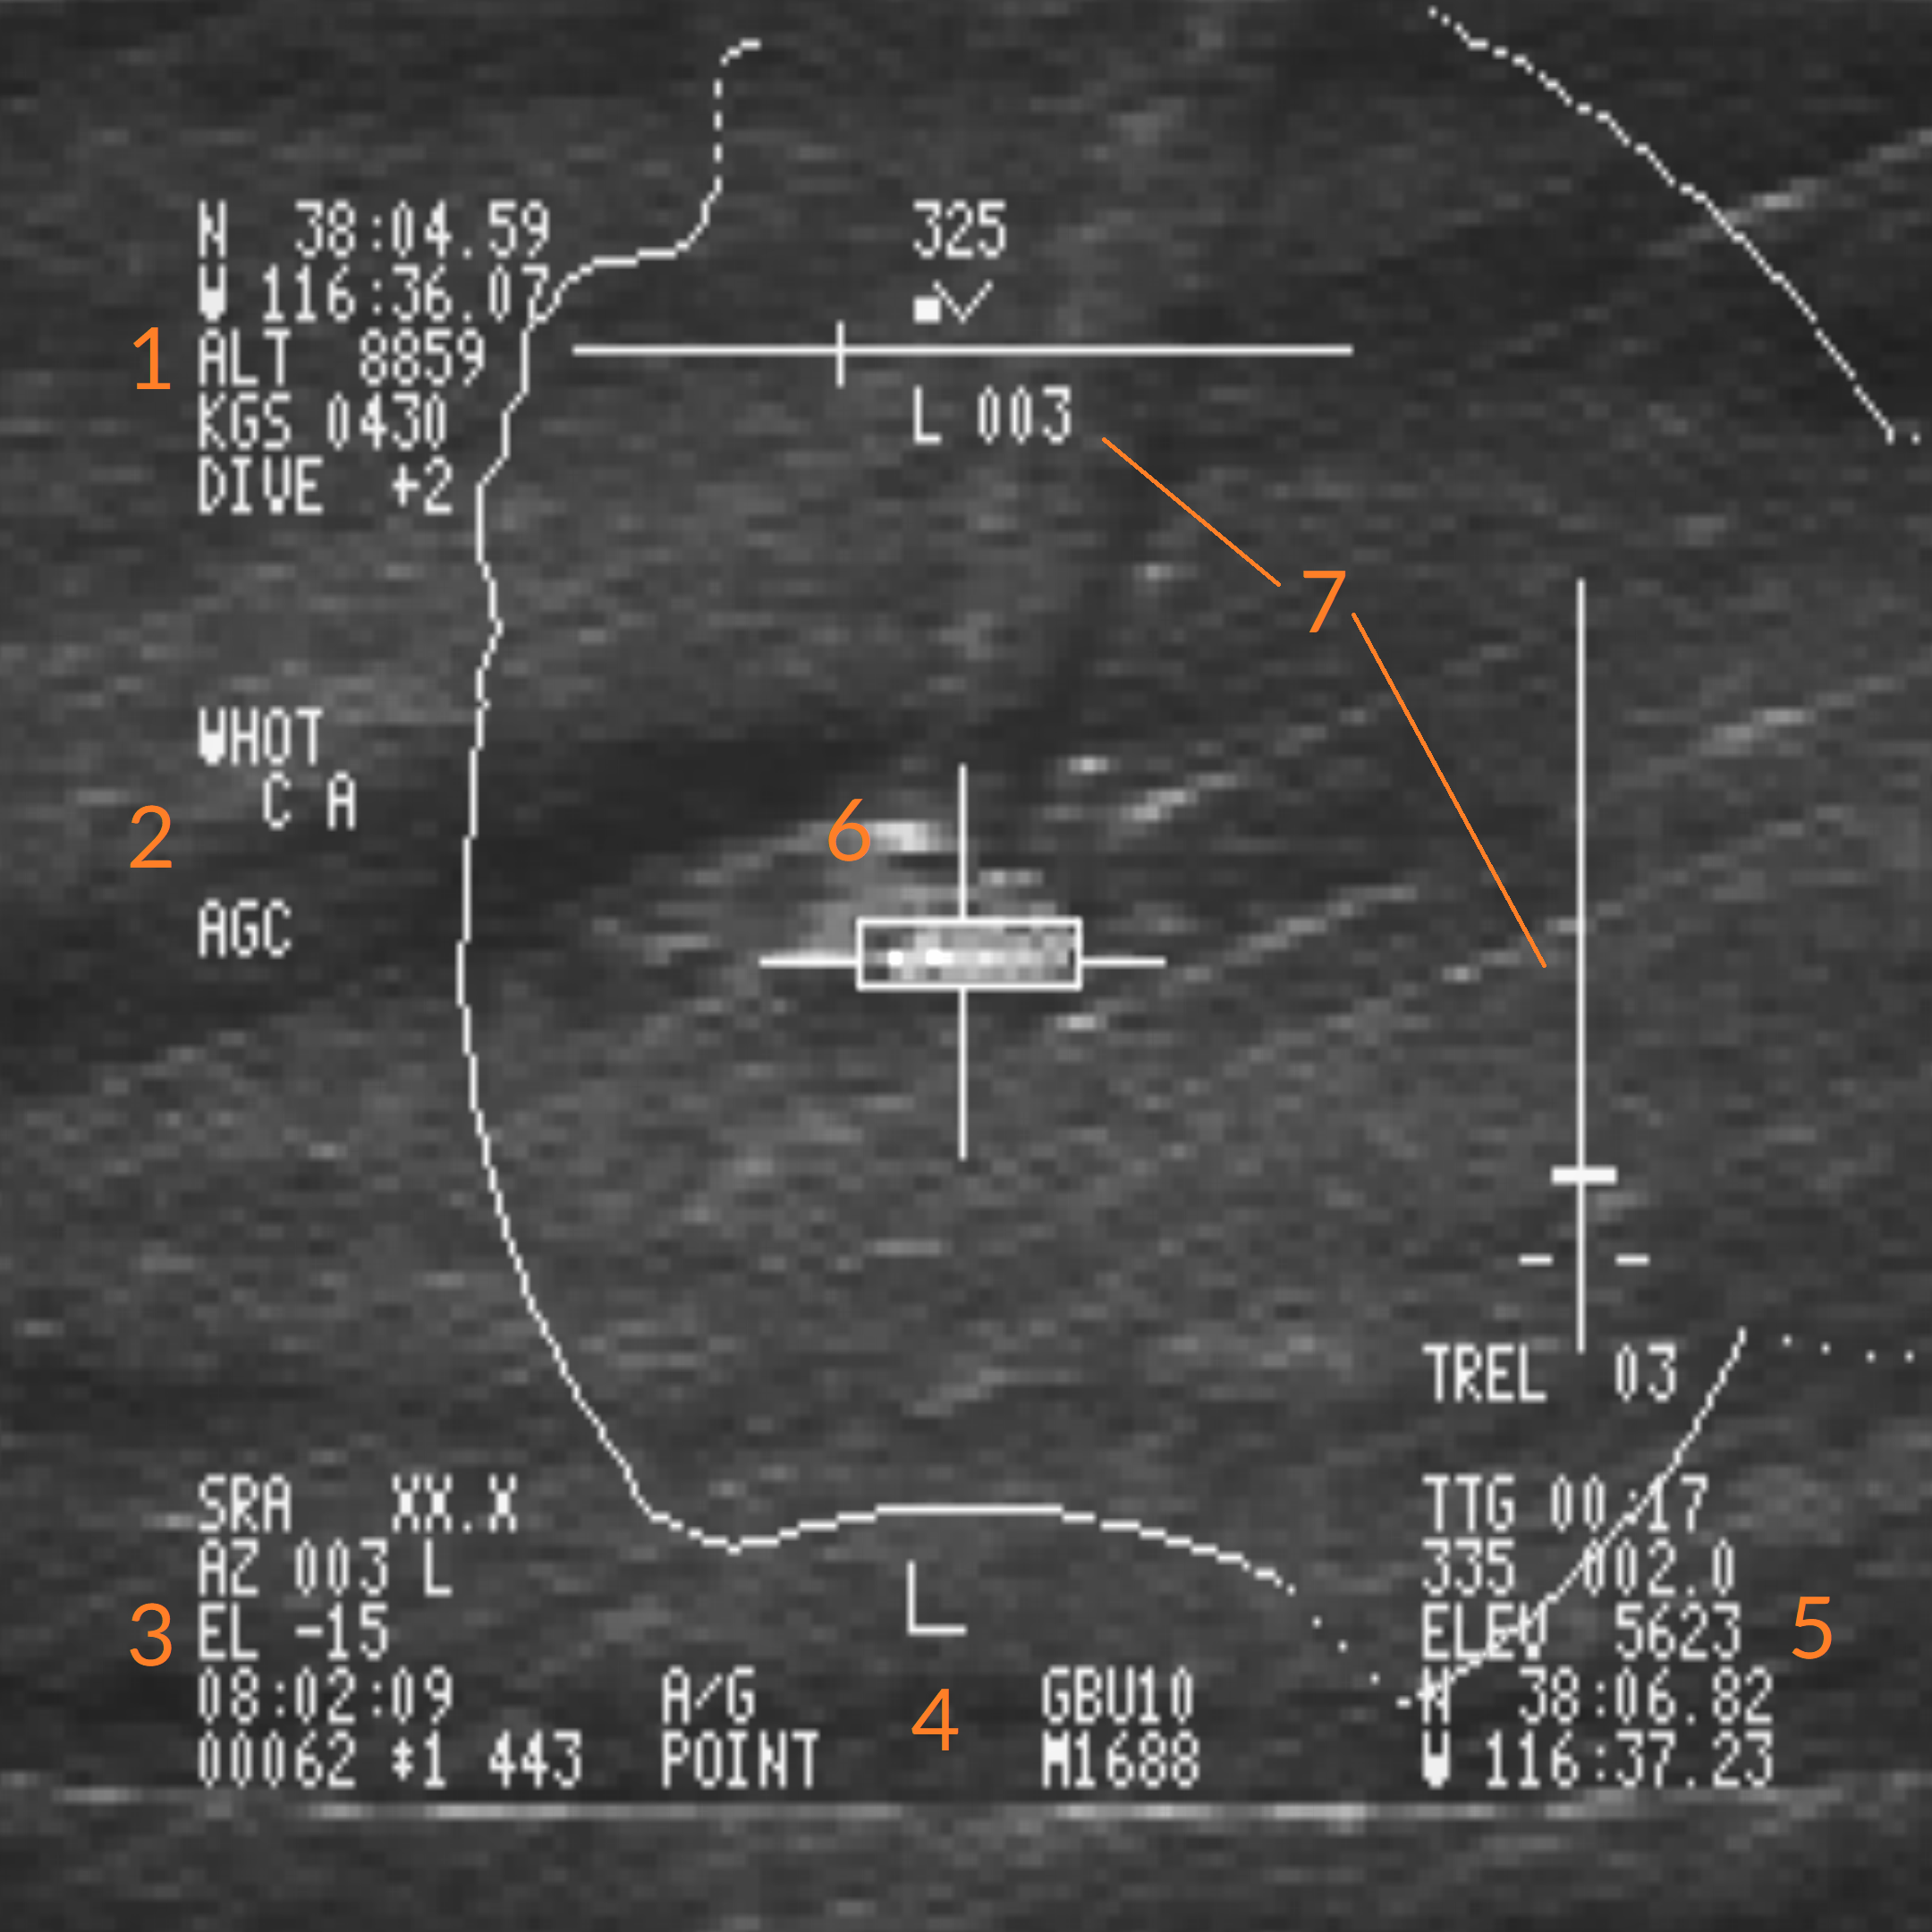 N 38:04.59
W 116:36.07
ALT 8859
KGS 0430
DIVE +2
1
325
L 003
7
WHOT
C A
2
AGC
6
TREL 03
SRA XX.X
AZ 003 L
EL -15
3
08:02:09
00062 ‡1 443
A/G
POINT
4
GBU10
M1688
TTG 00:17
335 002.0
ELEV 5623
5
N 38:06.82
W 116:37.23